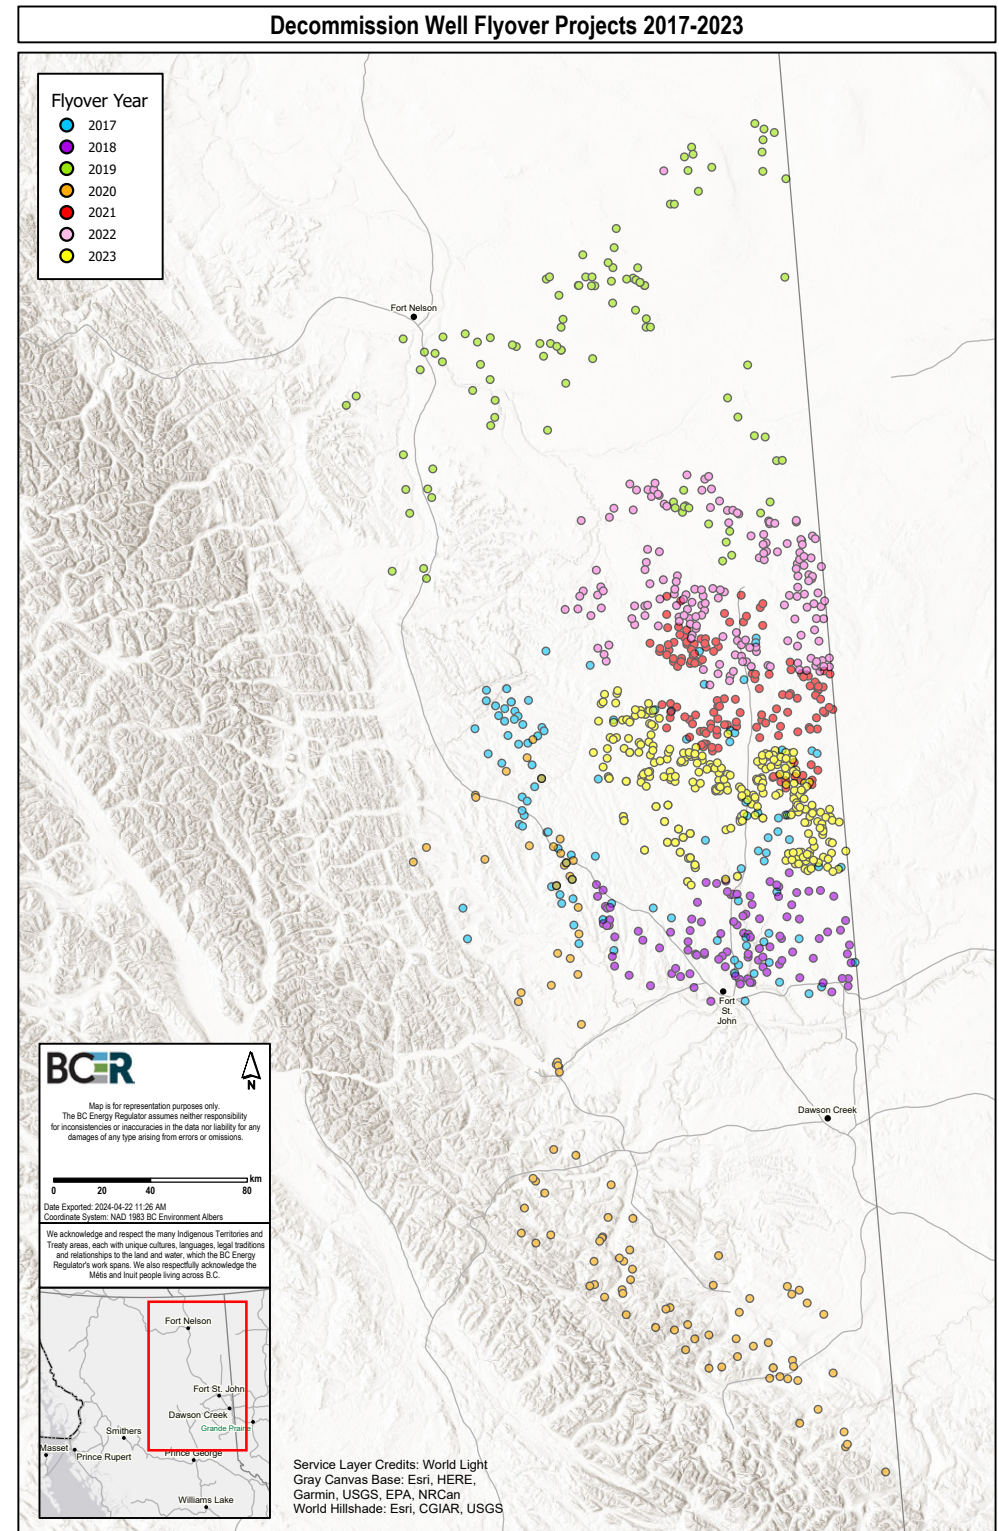 Decommission Well Flyover Projects 2017-2023
Flyover Year
2017
2018
2019
2020
2021
2022
2023
Fort Nelson
Fort
St.
John
Dawson Creek
BCER
N
Map is for representation purposes only.
The BC Energy Regulator assumes neither responsibility
for inconsistencies or inaccuracies in the data nor liability for any
damages of any type arising from errors or omissions.
km
0 20 40 80
Date Exported: 2024-04-22 11:26 AM
Coordinate System: NAD 1983 BC Environment Albers
We acknowledge and respect the many Indigenous Territories and
Treaty areas, each with unique cultures, languages, legal traditions
and relationships to the land and water, which the BC Energy
Regulator's work spans. We also respectfully acknowledge the
Métis and Inuit people living across B.C.
Fort Nelson
Fort St. John
Dawson Creek
Grande Prairie
Smithers
Masset
Prince Rupert
Prince George
Williams Lake
Service Layer Credits: World Light
Gray Canvas Base: Esri, HERE,
Garmin, USGS, EPA, NRCan
World Hillshade: Esri, CGIAR, USGS